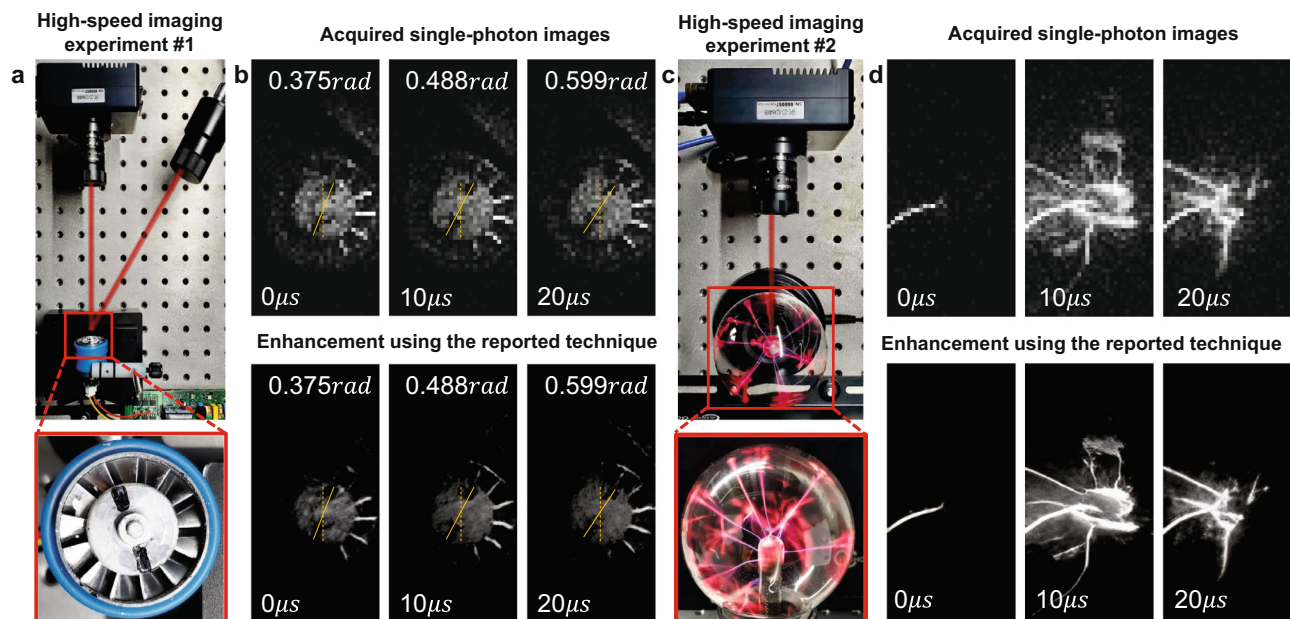 High-speed imaging
experiment #1
a
b
Acquired single-photon images
0.375rad
0.488rad
0.599rad
0μs
10μs
20μs
Enhancement using the reported technique
0.375rad
0.488rad
0.599rad
0μs
10μs
20μs
High-speed imaging
experiment #2
c
d
Acquired single-photon images
0μs
10μs
20μs
Enhancement using the reported technique
0μs
10μs
20μs